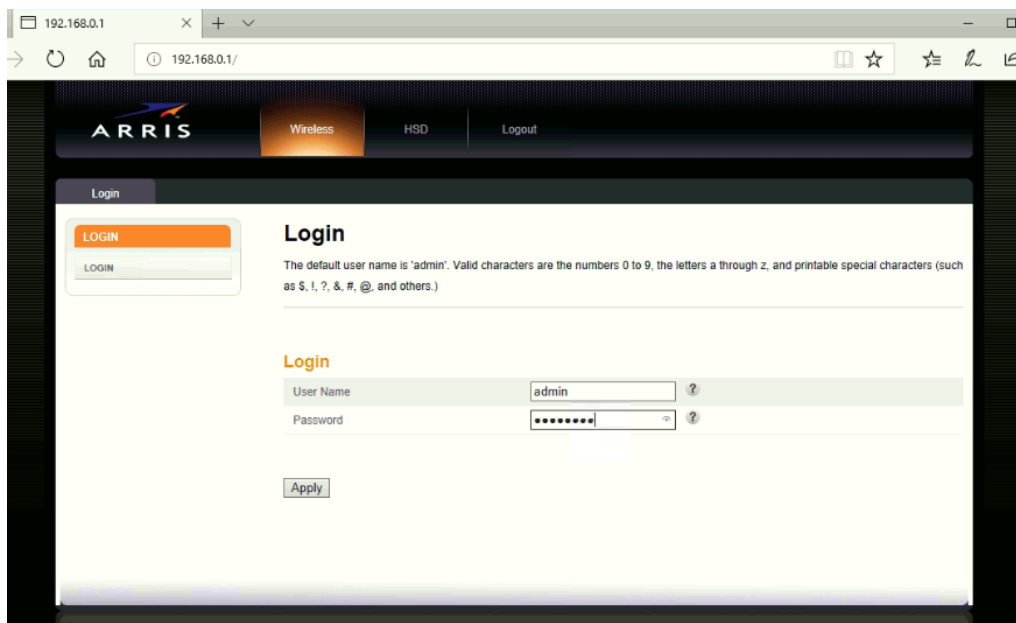 192.168.0.1
192.168.0.1/
ARRIS
Wireless
HSD
Logout
Login
LOGIN
LOGIN
Login
The default user name is 'admin'. Valid characters are the numbers 0 to 9, the letters a through z, and printable special characters (such
as $, !, ?, &, #, @, and others.)
Login
User Name
admin
?
Password
••••••••
?
Apply